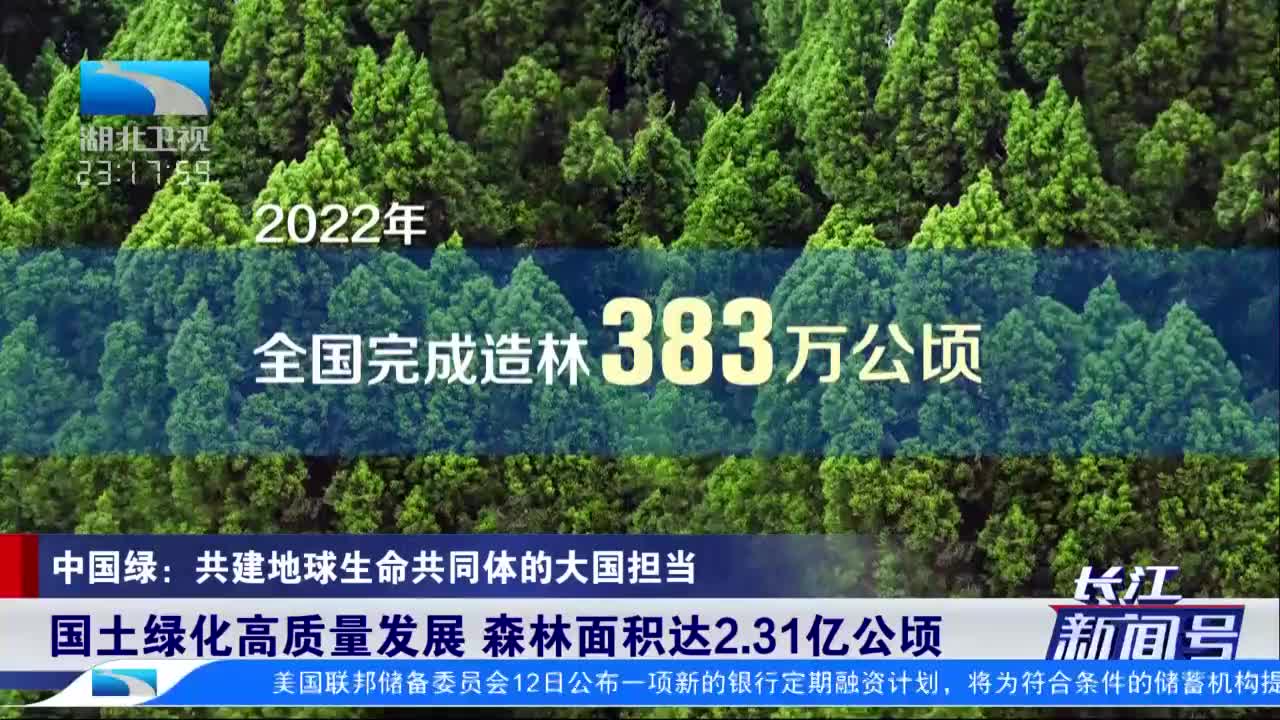 湖北卫视
23:17:59
2022年
全国完成造林383万公顷
中国绿：共建地球生命共同体的大国担当
国土绿化高质量发展 森林面积达2.31亿公顷
长江
新闻号
美国联邦储备委员会12日公布一项新的银行定期融资计划，将为符合条件的储蓄机构提